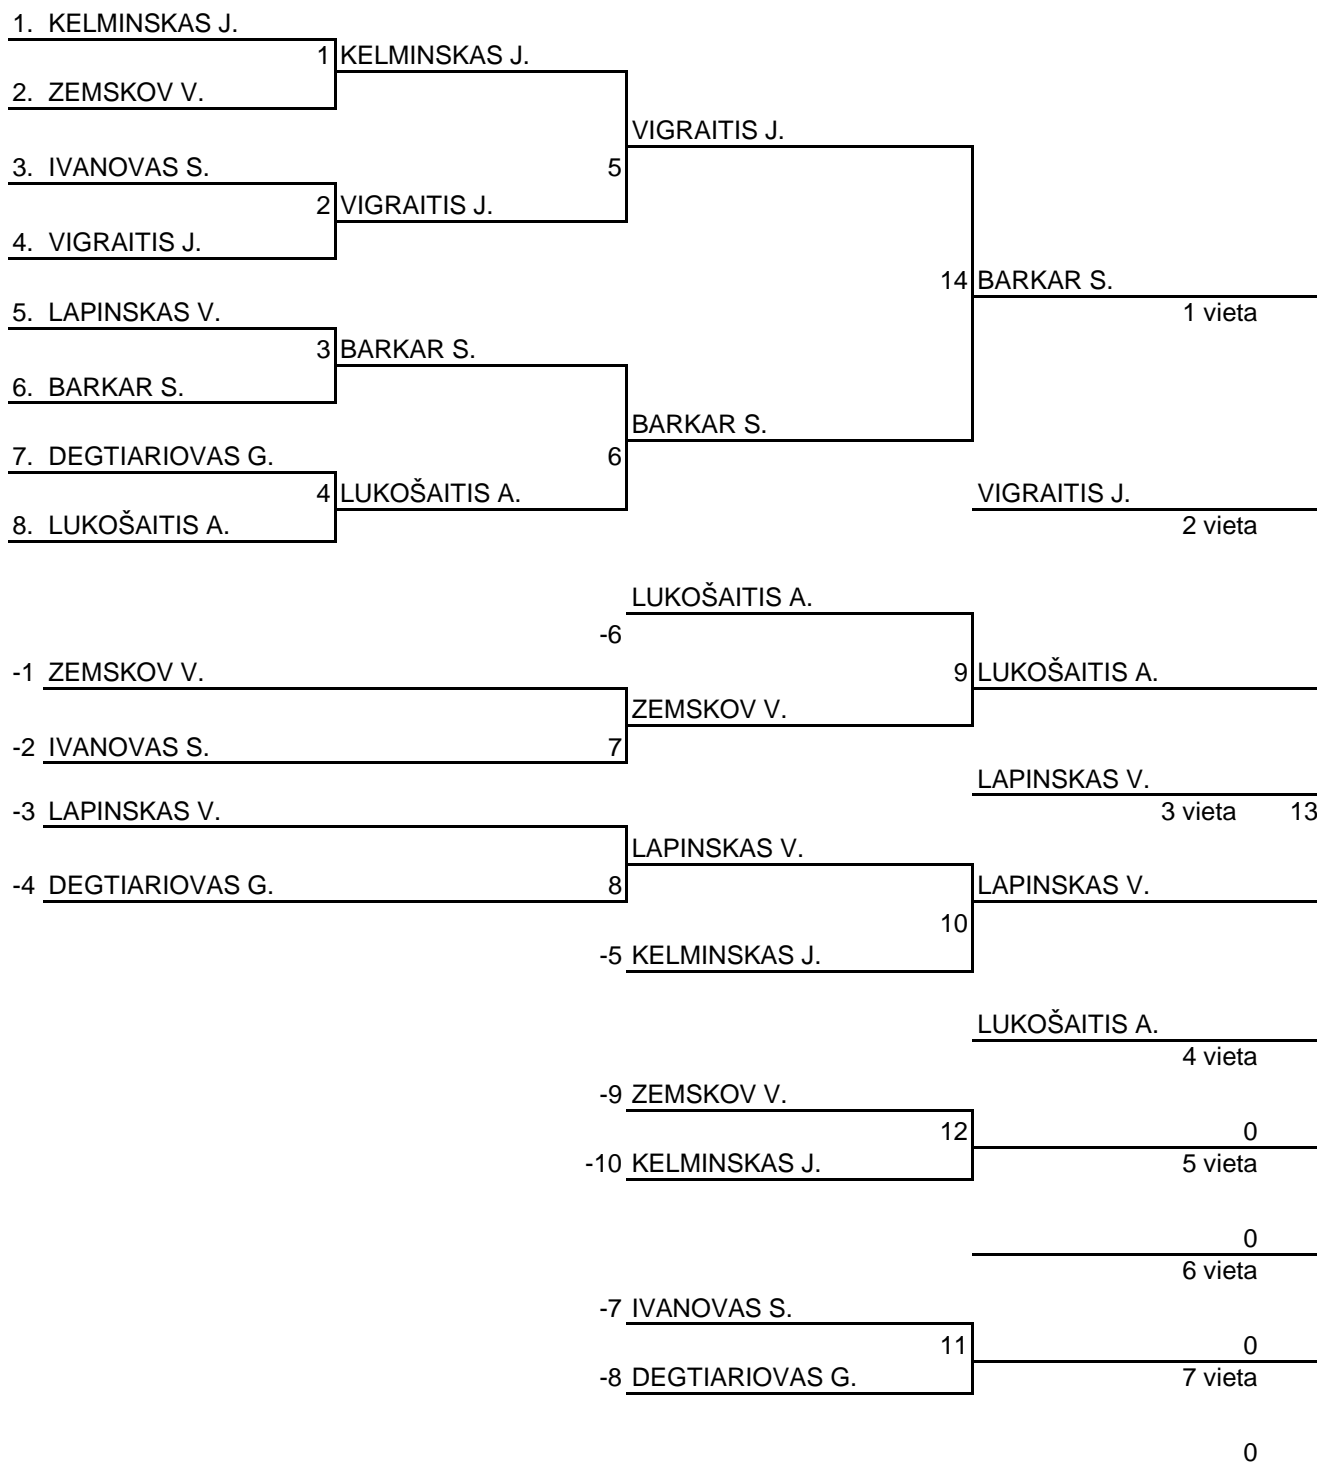 1. KELMINSKAS J.
1 KELMINSKAS J.
2. ZEMSKOV V.
VIGRAITIS J.
3. IVANOVAS S.
5
2 VIGRAITIS J.
4. VIGRAITIS J.
14 BARKAR S.
5. LAPINSKAS V.
1 vieta
3 BARKAR S.
6. BARKAR S.
BARKAR S.
7. DEGTIARIOVAS G.
6
4 LUKOŠAITIS A.
VIGRAITIS J.
8. LUKOŠAITIS A.
2 vieta
LUKOŠAITIS A.
-6
-1 ZEMSKOV V.
9 LUKOŠAITIS A.
ZEMSKOV V.
-2 IVANOVAS S.
7
LAPINSKAS V.
-3 LAPINSKAS V.
3 vieta 13
LAPINSKAS V.
-4 DEGTIARIOVAS G.
8
LAPINSKAS V.
10
-5 KELMINSKAS J.
LUKOŠAITIS A.
4 vieta
-9 ZEMSKOV V.
12
0
-10 KELMINSKAS J.
5 vieta
0
6 vieta
-7 IVANOVAS S.
11
0
-8 DEGTIARIOVAS G.
7 vieta
0